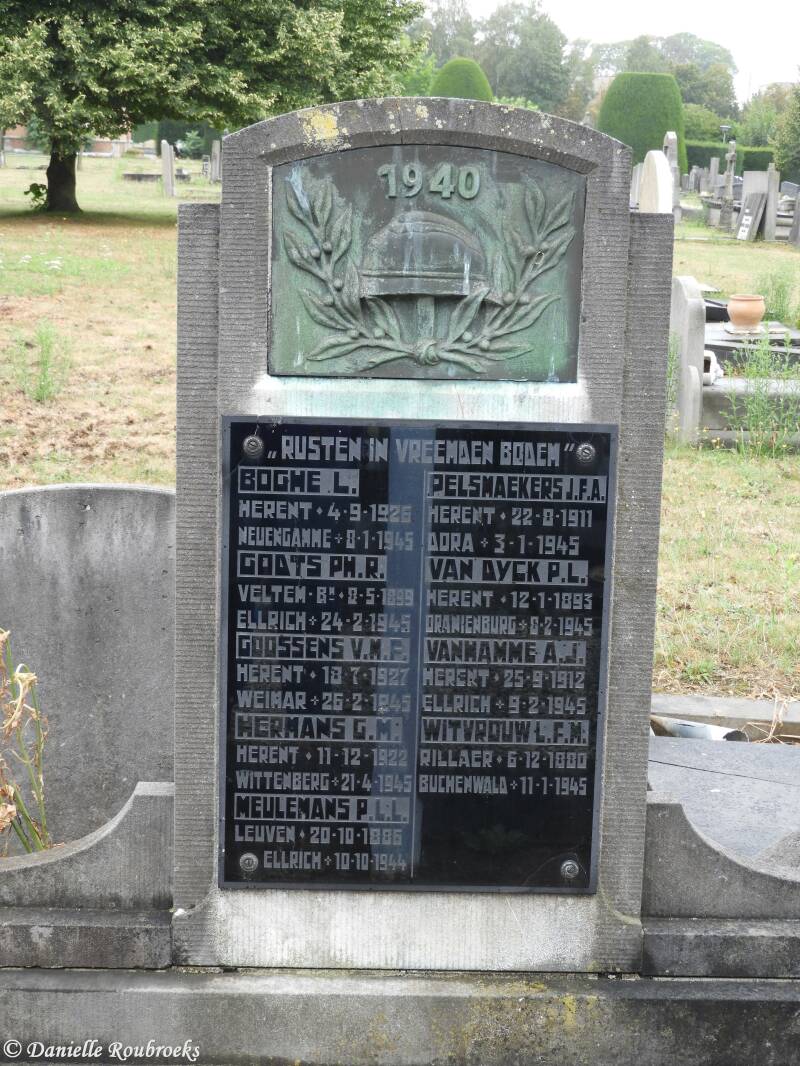 1940
„RUSTEN IN VREEMDEN BODEM"
BOGHE L.
HERENT * 4-9-1926
NEUENGAMME + 8-1-1945
GODTS PH.R.
VELTEM-Bᴹ * 8-5-1899
ELLRICH + 24-2-1945
GOOSSENS V.M.F.
HERENT * 18-7-1927
WEIMAR + 26-2-1945
HERMANS G.M.
HERENT * 11-12-1922
WITTENBERG + 21-4-1945
MEULEMANS P.L.L.
LEUVEN * 20-10-1886
ELLRICH + 10-10-1944
PELSMAEKERS J.F.A.
HERENT * 22-8-1911
DORA + 3-1-1945
VAN DYCK P.L.
HERENT * 12-1-1893
ORANIENBURG + 6-2-1945
VANHAMME A.J.
HERENT * 25-9-1912
ELLRICH + 9-2-1945
WITVROUW L.F.M.
RILLAER * 6-12-1880
BUCHENWALD + 11-1-1945
© Danielle Roubroeks